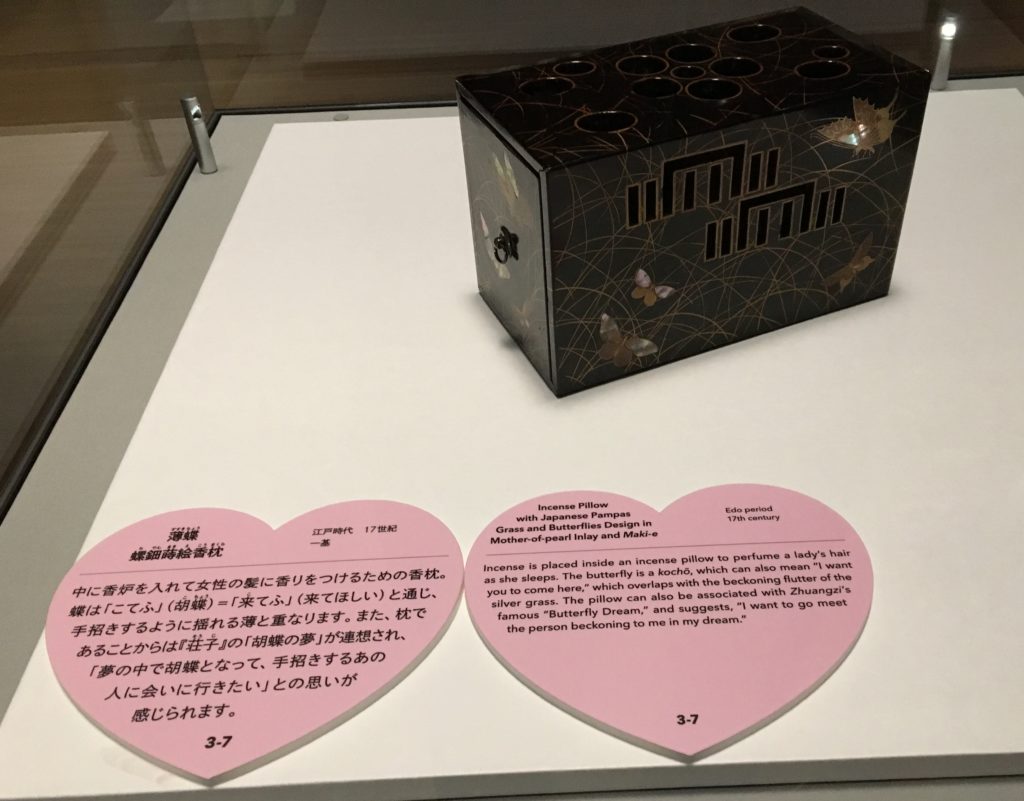 薄蝶
螺鈿蒔絵香枕
江戸時代 17世紀
一基
中に香炉を入れて女性の髪に香りをつけるための香枕。
蝶は「こてふ」（胡蝶）＝「来てふ」（来てほしい）と通じ、
手招きするように揺れる薄と重なります。また、枕で
あることからは『荘子』の「胡蝶の夢」が連想され、
「夢の中で胡蝶となって、手招きするあの
人に会いに行きたい」との思いが
感じられます。
3-7
Incense Pillow
with Japanese Pampas
Grass and Butterflies Design in
Mother-of-pearl Inlay and Maki-e
Edo period
17th century
Incense is placed inside an incense pillow to perfume a lady's hair
as she sleeps. The butterfly is a kochō, which can also mean "I want
you to come here," which overlaps with the beckoning flutter of the
silver grass. The pillow can also be associated with Zhuangzi's
famous "Butterfly Dream," and suggests, "I want to go meet
the person beckoning to me in my dream."
3-7